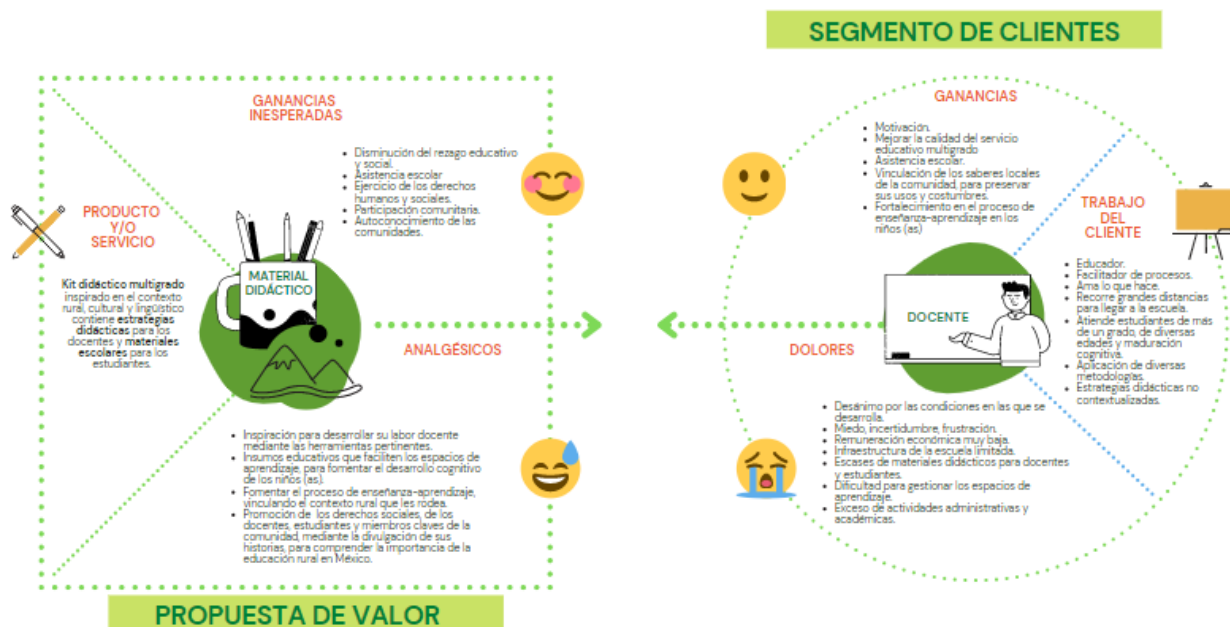 SEGMENTO DE CLIENTES
GANANCIAS
INESPERADAS
• Disminución del rezago educativo
y social.
• Asistencia escolar
• Ejercicio de los derechos
humanos y sociales.
• Participación comunitaria.
• Autoconocimiento de las
comunidades.
PRODUCTO
Y/O
SERVICIO
Kit didáctico multigrado
inspirado en el contexto
rural, cultural y lingüístico
contiene estrategias
didácticas para los
docentes y materiales
escolares para los
estudiantes.
MATERIAL
DIDÁCTICO
ANALGÉSICOS
• Inspiración para desarrollar su labor docente
mediante las herramientas pertinentes.
• Insumos educativos que faciliten los espacios de
aprendizaje, para fomentar el desarrollo cognitivo
de los niños (as).
• Fomentar el proceso de enseñanza-aprendizaje,
vinculando el contexto rural que les rodea.
• Promoción de los derechos sociales, de los
docentes, estudiantes y miembros claves de la
comunidad, mediante la divulgación de sus
historias, para comprender la importancia de la
educación rural en México.
PROPUESTA DE VALOR
GANANCIAS
• Motivación.
• Mejorar la calidad del servicio
educativo multigrado
• Asistencia escolar.
• Vinculación de los saberes locales
de la comunidad, para preservar
sus usos y costumbres.
• Fortalecimiento en el proceso de
enseñanza-aprendizaje en los
niños (as)
TRABAJO
DEL
CLIENTE
• Educador.
• Facilitador de procesos.
• Ama lo que hace.
• Recorre grandes distancias
para llegar a la escuela.
• Atiende estudiantes de más
de un grado, de diversas
edades y maduración
cognitiva.
• Aplicación de diversas
metodologías.
• Estrategias didácticas no
contextualizadas.
DOCENTE
DOLORES
• Desánimo por las condiciones en las que se
desarrolla.
• Miedo, incertidumbre, frustración.
• Remuneración económica muy baja.
• Infraestructura de la escuela limitada.
• Escases de materiales didácticos para docentes
y estudiantes.
• Dificultad para gestionar los espacios de
aprendizaje.
• Exceso de actividades administrativas y
académicas.